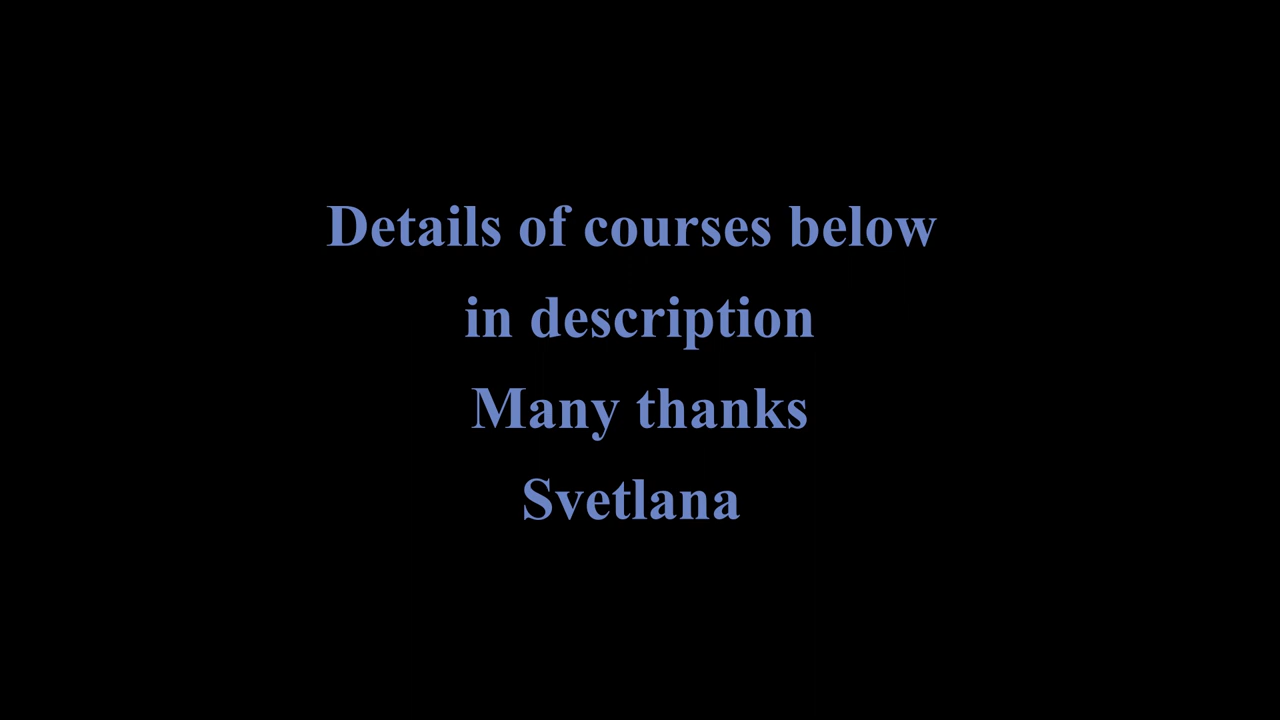 Details of courses below
in description
Many thanks
Svetlana